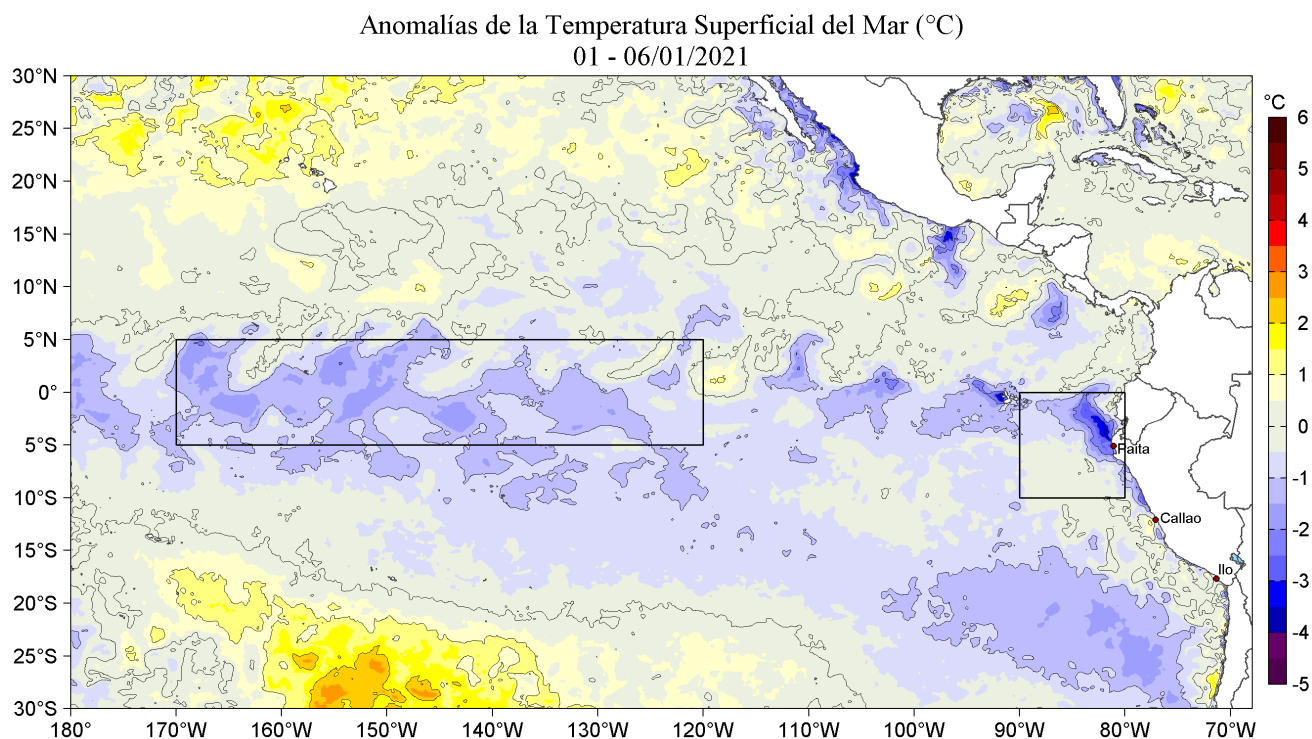 Anomalías de la Temperatura Superficial del Mar (°C)
01 - 06/01/2021
30°N
25°N
20°N
15°N
10°N
5°N
0°
5°S
10°S
15°S
20°S
25°S
30°S
180
170°W
160°W
150°W
140°W
130°W
120°W
110°W
100°W
90°W
80°W
70°W
Paita
Callao
Ilo
°C
6
5
4
3
2
1
0
-1
-2
-3
-4
-5